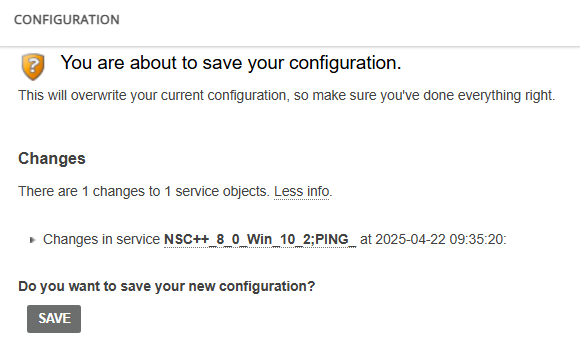 CONFIGURATION
You are about to save your configuration.
This will overwrite your current configuration, so make sure you've done everything right.
Changes
There are 1 changes to 1 service objects. Less info.
Changes in service NSC++_8_0_Win_10_2;PING_ at 2025-04-22 09:35:20:
Do you want to save your new configuration?
SAVE